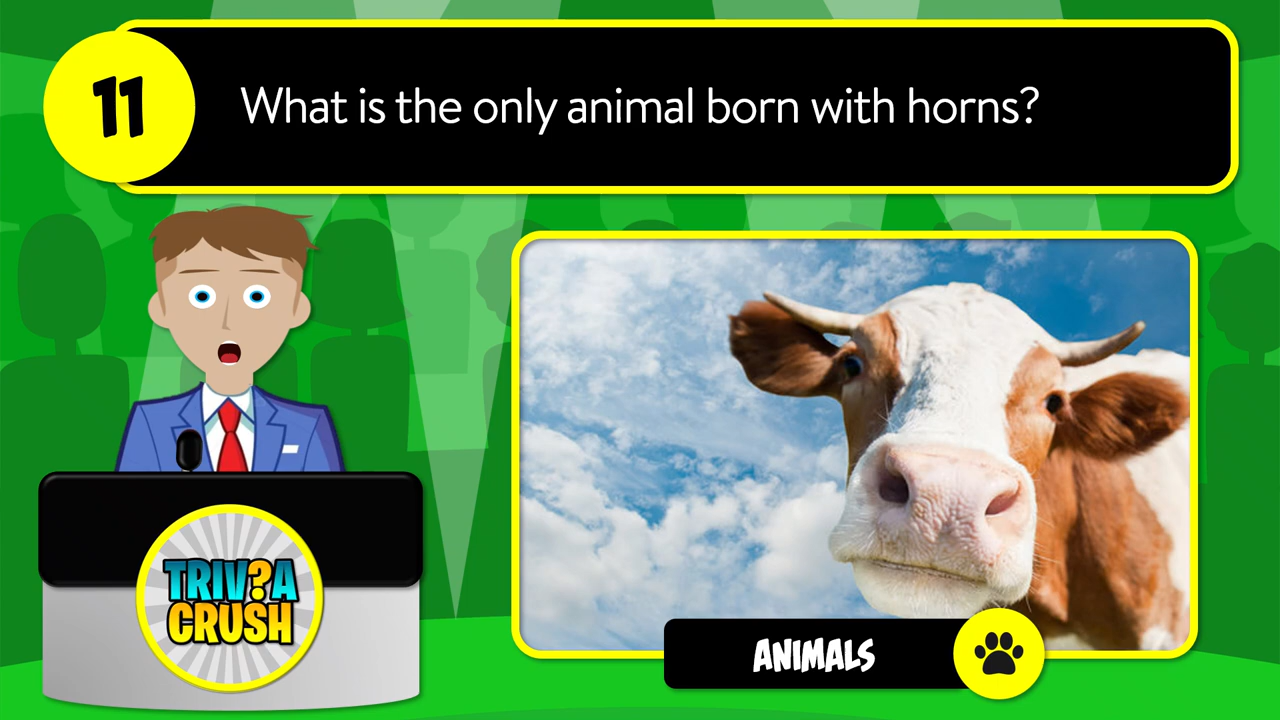 11
What is the only animal born with horns?
TRIV?A
CRUSH
ANIMALS